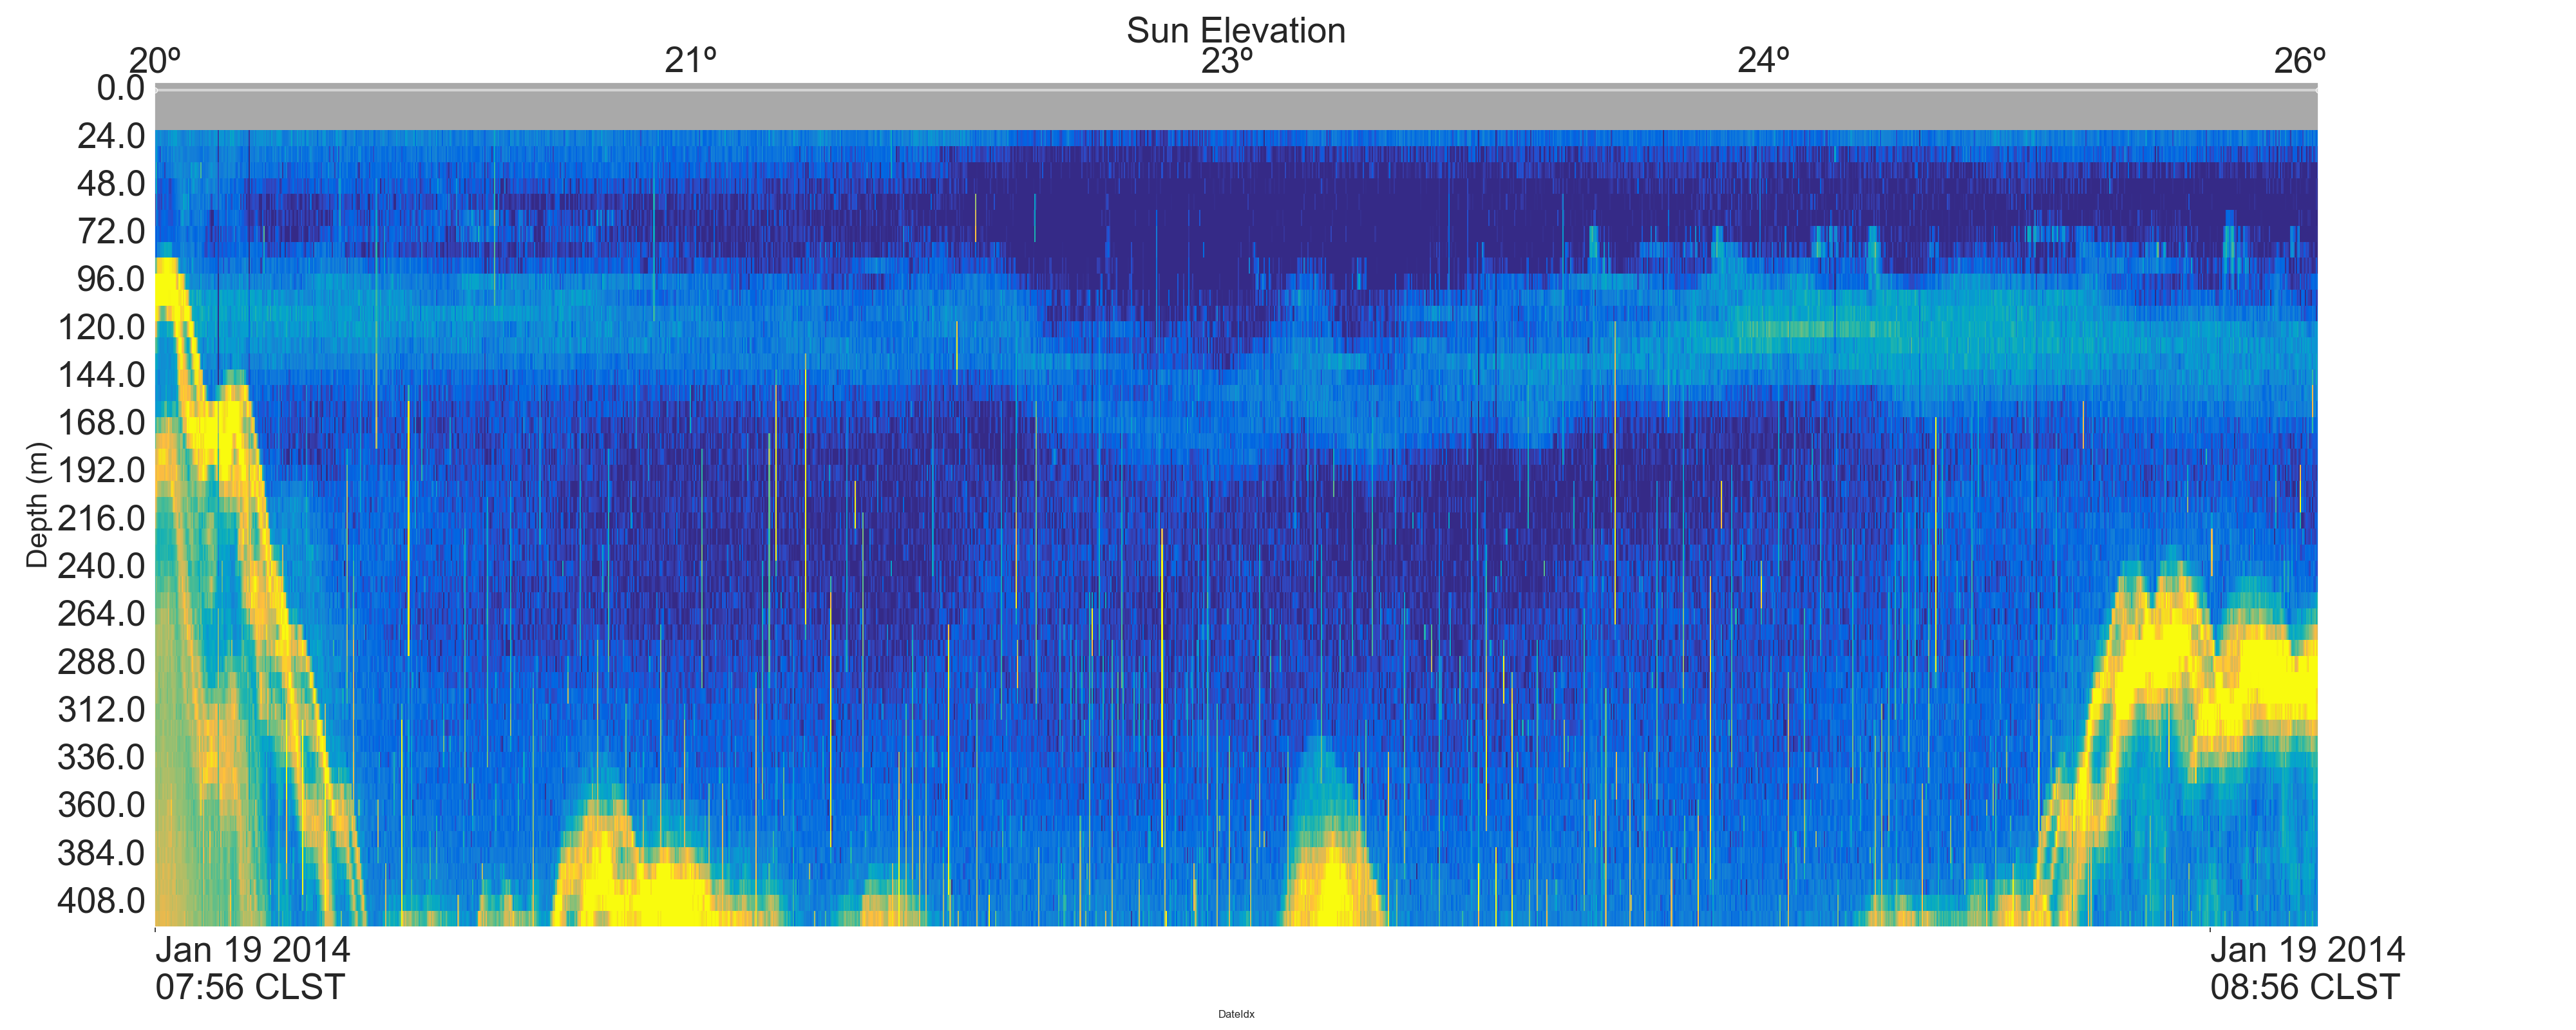 Sun Elevation
20º 21º 23º 24º 26º
0.0
24.0
48.0
72.0
96.0
120.0
144.0
168.0
192.0
216.0
240.0
264.0
288.0
312.0
336.0
360.0
384.0
408.0
Depth (m)
Jan 19 2014
07:56 CLST
Jan 19 2014
08:56 CLST
DateIdx